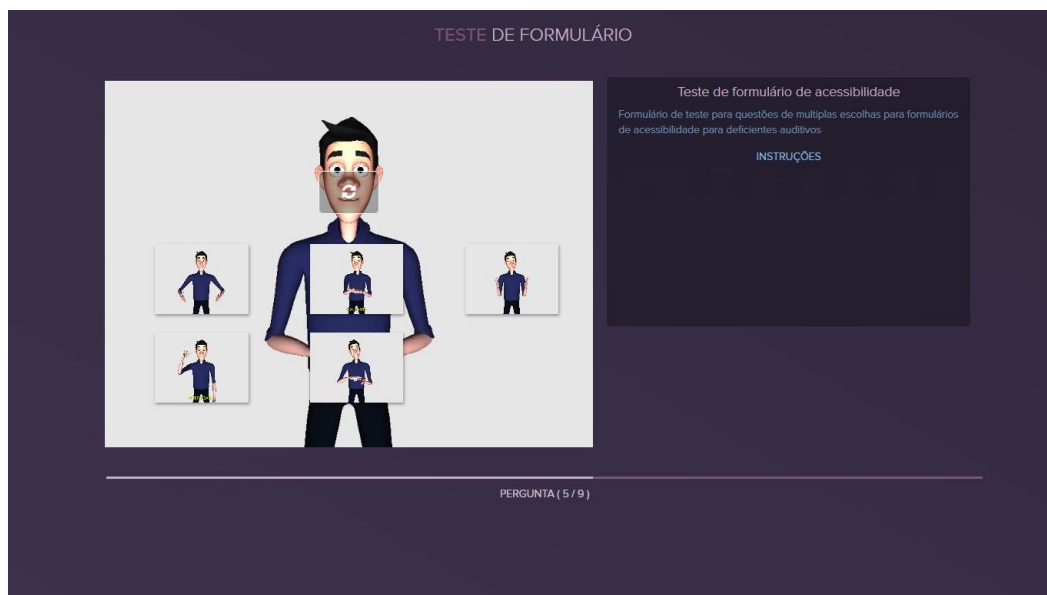 TESTE DE FORMULÁRIO
Teste de formulário de acessibilidade
Formulário de teste para questões de multiplas escolhas para formulários
de acessibilidade para deficientes auditivos
INSTRUÇÕES
PERGUNTA ( 5 / 9 )